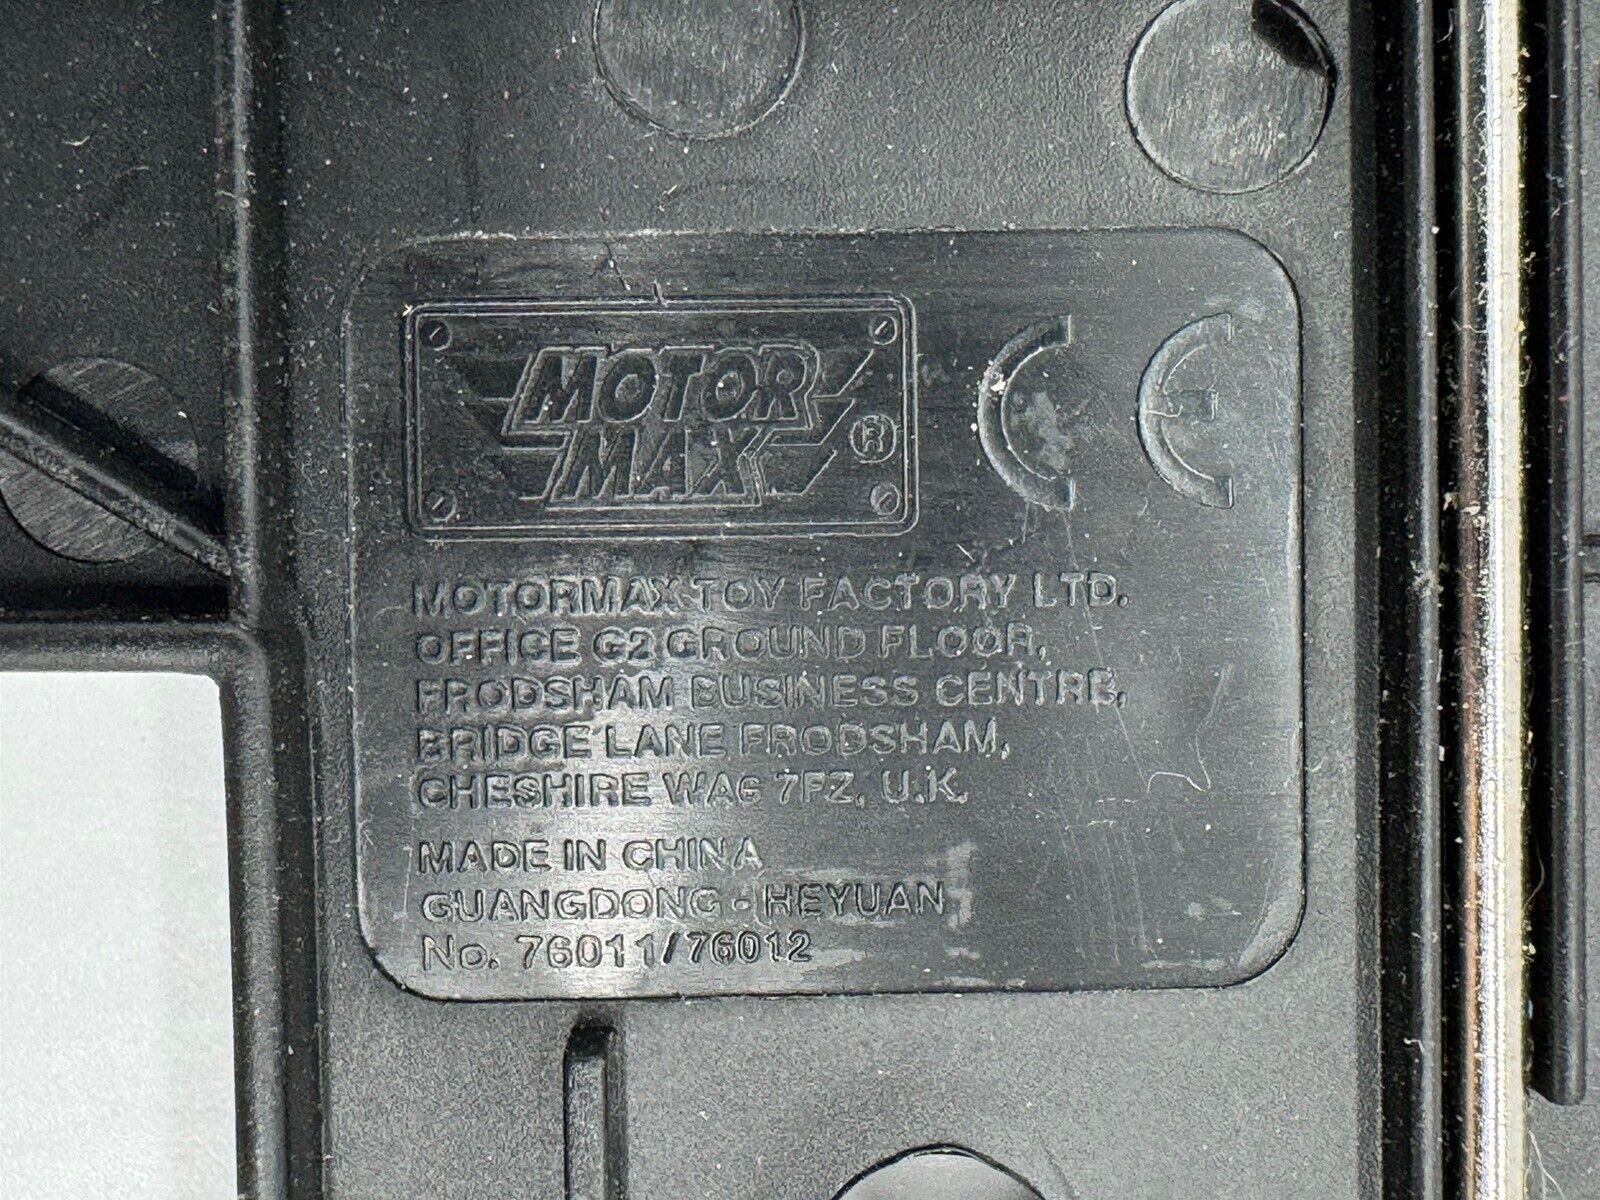 MOTOR
MAX ®
CE
MOTORMAX TOY FACTORY LTD.
OFFICE G2 GROUND FLOOR,
FRODSHAM BUSINESS CENTRE,
BRIDGE LANE FRODSHAM,
CHESHIRE WA6 7FZ, U.K.
MADE IN CHINA
GUANGDONG - HEYUAN
No. 76011/76012